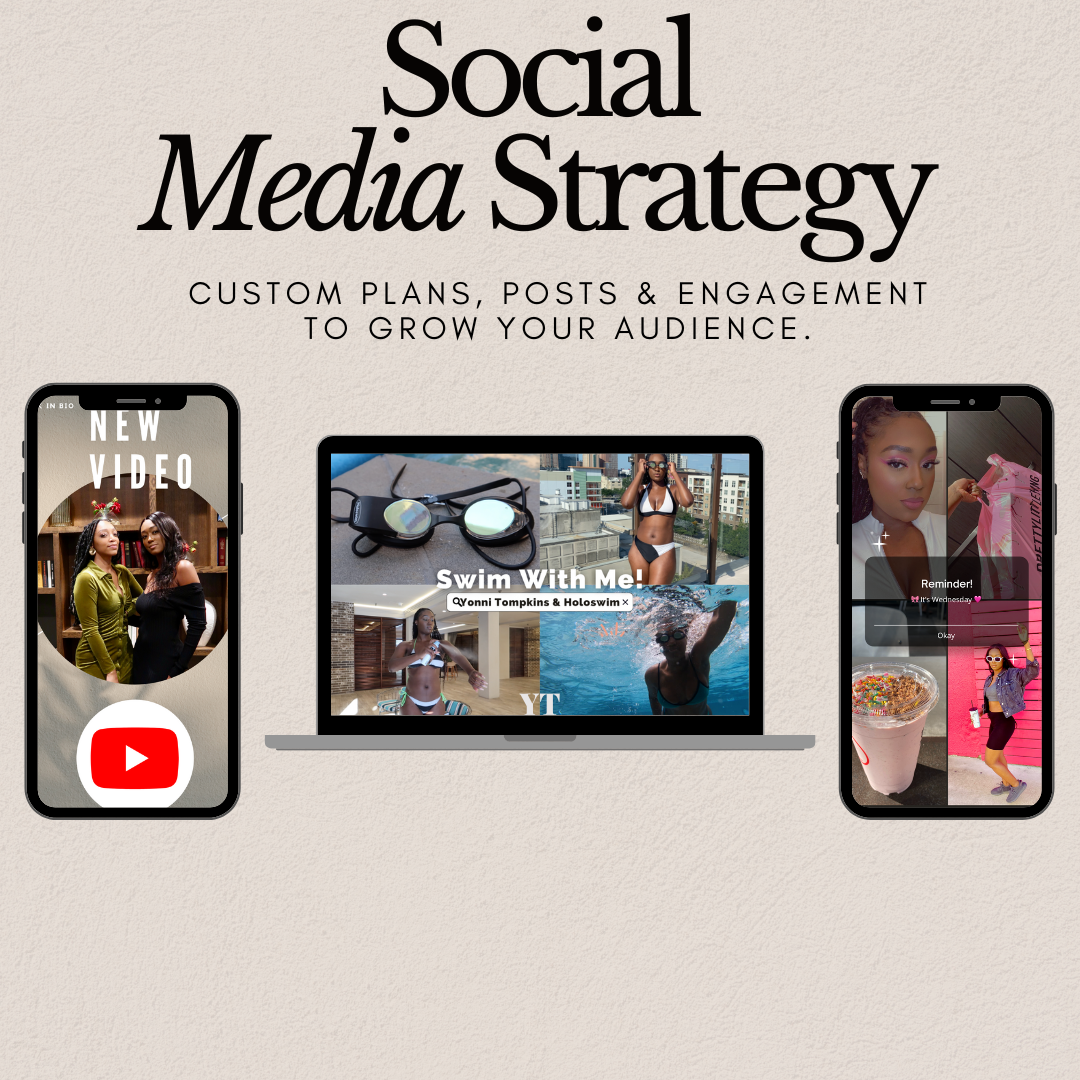 Social
Media Strategy
CUSTOM PLANS, POSTS & ENGAGEMENT
TO GROW YOUR AUDIENCE.
IN BIO
NEW
VIDEO
Swim With Me!
Yonni Tompkins & Holoswim ×
YT
PRETTYLITTLETHING
Reminder!
🎀It's Wednesday 💗
Okay